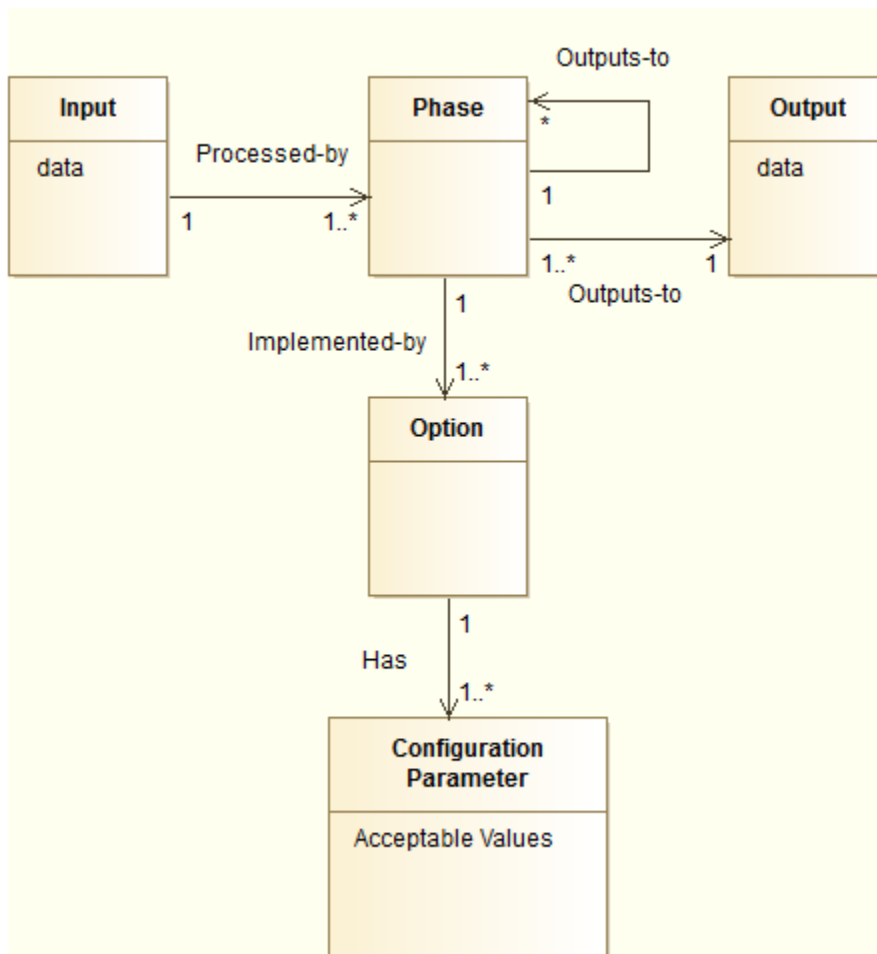 Outputs-to
Input
Phase
Output
data
Processed-by
*
data
1
1..*
1
1..*
1
Outputs-to
1
Implemented-by
1..*
Option
1
Has
1..*
Configuration
Parameter
Acceptable Values